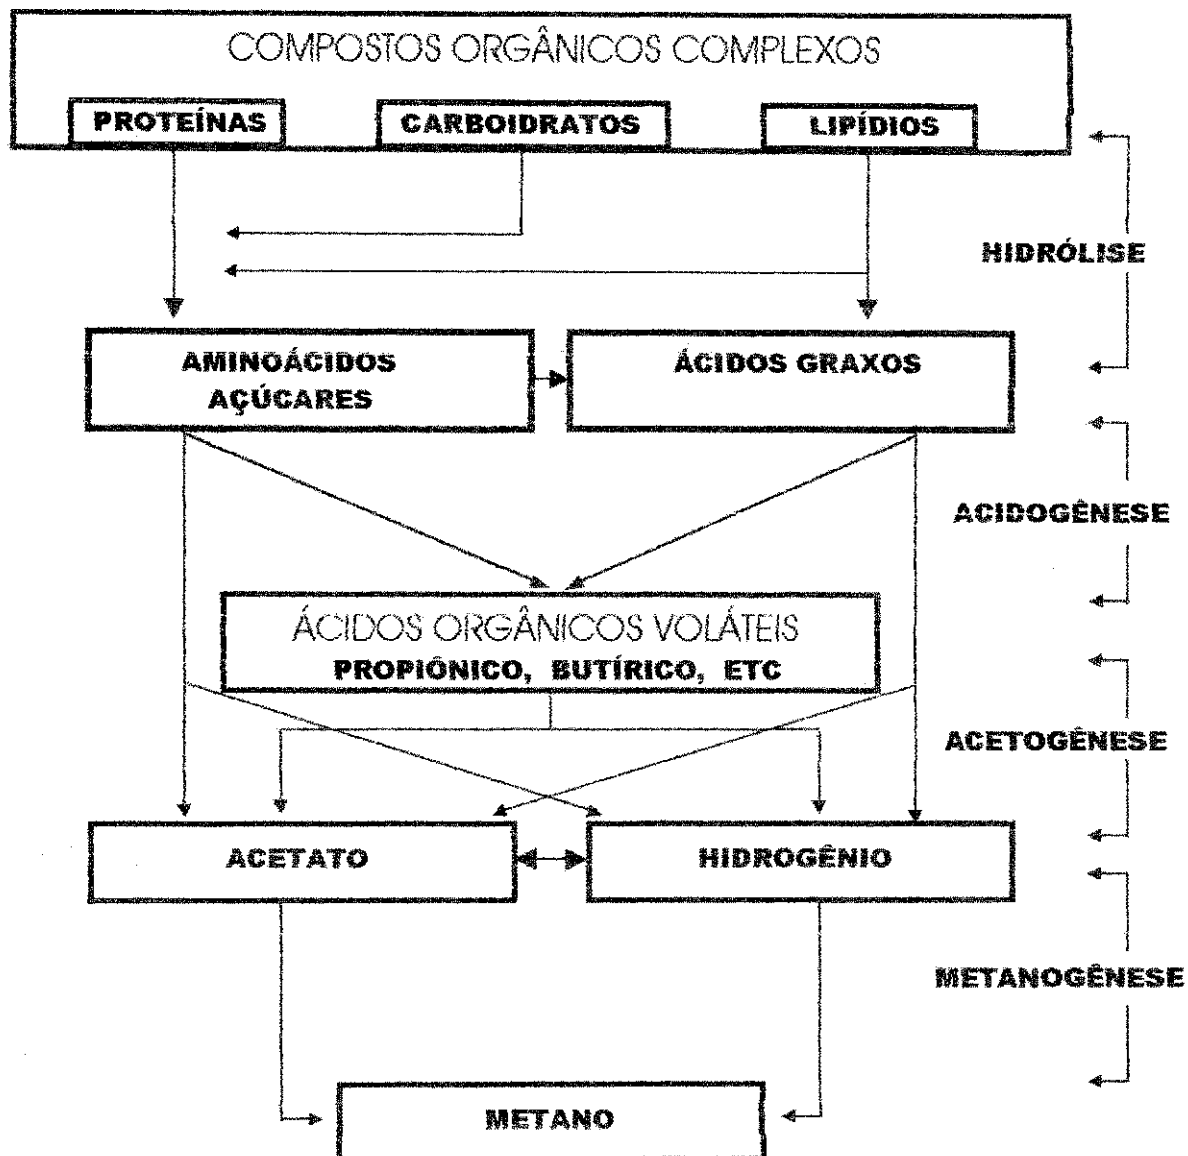 COMPOSTOS ORGÂNICOS COMPLEXOS
PROTEÍNAS
CARBOIDRATOS
LIPÍDIOS
HIDRÓLISE
AMINOÁCIDOS
AÇÚCARES
ÁCIDOS GRAXOS
ACIDOGÊNESE
ÁCIDOS ORGÂNICOS VOLÁTEIS
PROPIÔNICO, BUTÍRICO, ETC
ACETOGÊNESE
ACETATO
HIDROGÊNIO
METANOGÊNESE
METANO